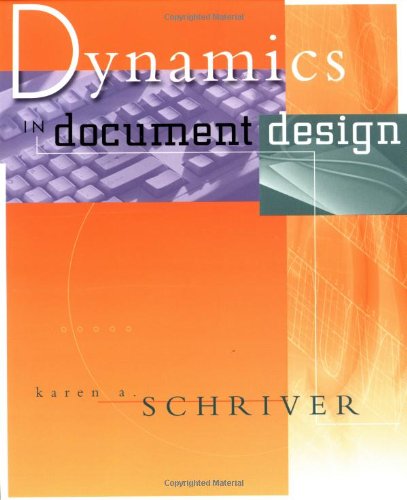 Copyrighted Material
Dynamics
IN document design
karen a.
SCHRIVER
Copyrighted Material